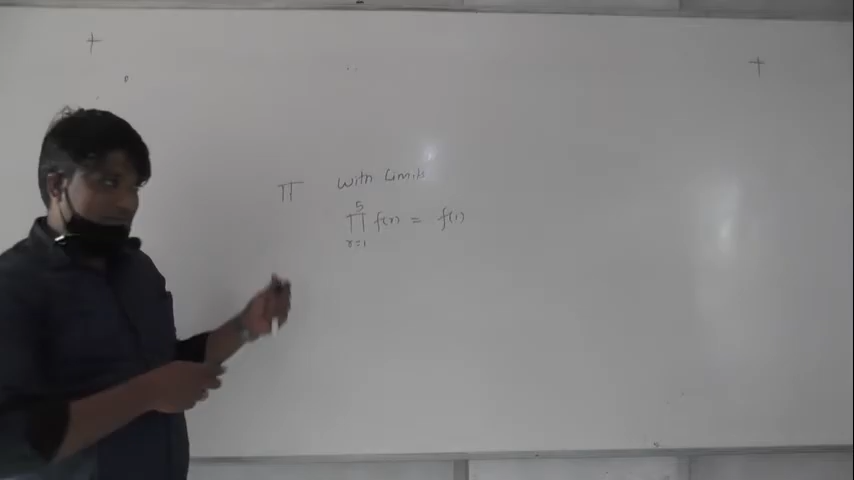 π with Limits
5
∏ f(r) = f(1)
r=1